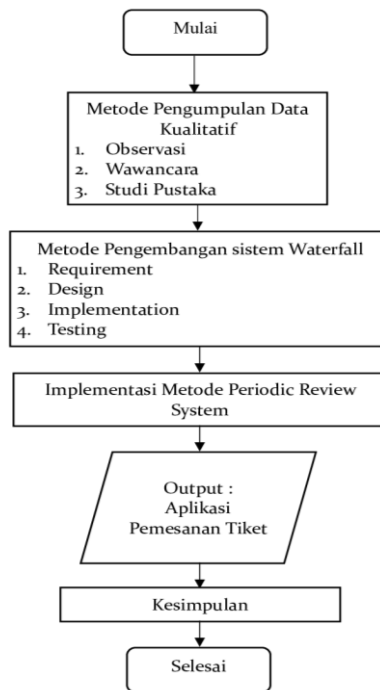 Mulai
Metode Pengumpulan Data
Kualitatif
1. Observasi
2. Wawancara
3. Studi Pustaka
Metode Pengembangan sistem Waterfall
1. Requirement
2. Design
3. Implementation
4. Testing
Implementasi Metode Periodic Review
System
Output :
Aplikasi
Pemesanan Tiket
Kesimpulan
Selesai